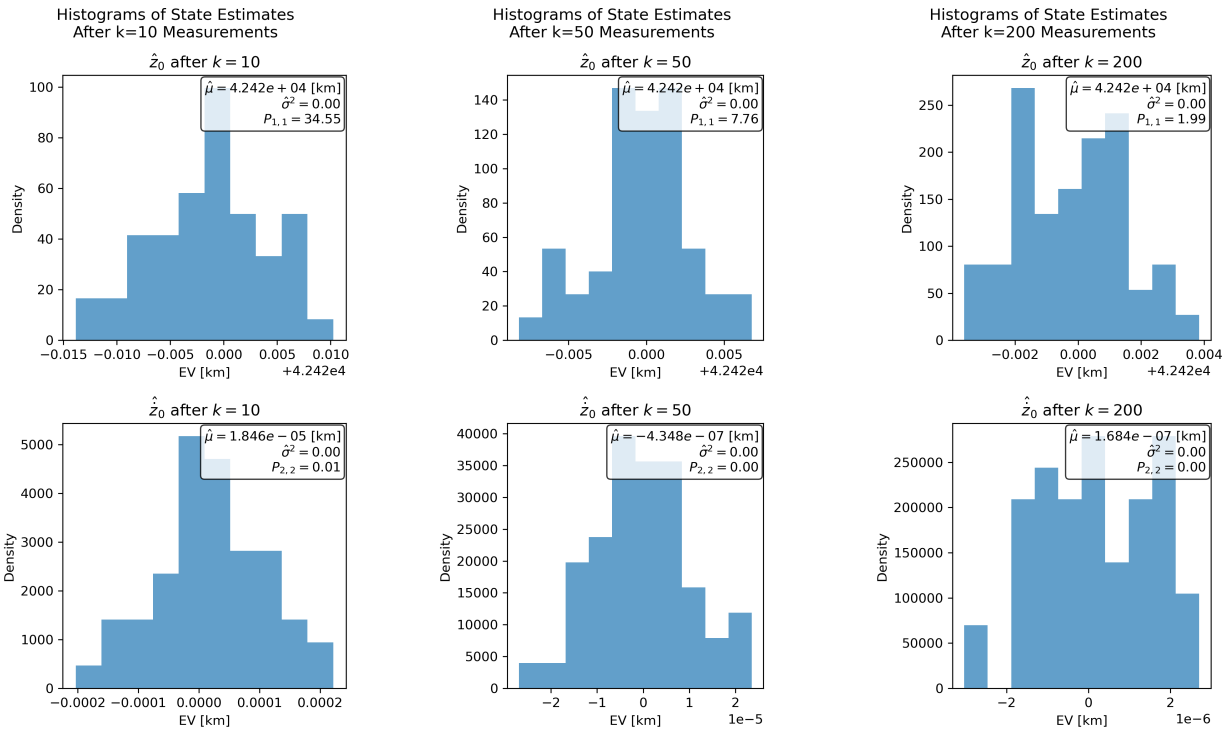 Histograms of State Estimates
After k=10 Measurements
ẑ₀ after k = 10
μ̂ = 4.242e + 04 [km]
σ̂² = 0.00
P₁,₁ = 34.55
100
80
60
40
20
0
Density
−0.015 −0.010 −0.005 0.000 0.005 0.010
EV [km]
+4.242e4
Histograms of State Estimates
After k=50 Measurements
ẑ₀ after k = 50
μ̂ = 4.242e + 04 [km]
σ̂² = 0.00
P₁,₁ = 7.76
140
120
100
80
60
40
20
0
Density
−0.005 0.000 0.005
EV [km]
+4.242e4
Histograms of State Estimates
After k=200 Measurements
ẑ₀ after k = 200
μ̂ = 4.242e + 04 [km]
σ̂² = 0.00
P₁,₁ = 1.99
250
200
150
100
50
0
Density
−0.002 0.000 0.002 0.004
EV [km]
+4.242e4
ż̂₀ after k = 10
μ̂ = 1.846e − 05 [km]
σ̂² = 0.00
P₂,₂ = 0.01
5000
4000
3000
2000
1000
0
Density
−0.0002 −0.0001 0.0000 0.0001 0.0002
EV [km]
ż̂₀ after k = 50
μ̂ = −4.348e − 07 [km]
σ̂² = 0.00
P₂,₂ = 0.00
40000
35000
30000
25000
20000
15000
10000
5000
0
Density
−2 −1 0 1 2
EV [km]
1e−5
ż̂₀ after k = 200
μ̂ = 1.684e − 07 [km]
σ̂² = 0.00
P₂,₂ = 0.00
250000
200000
150000
100000
50000
0
Density
−2 0 2
EV [km]
1e−6